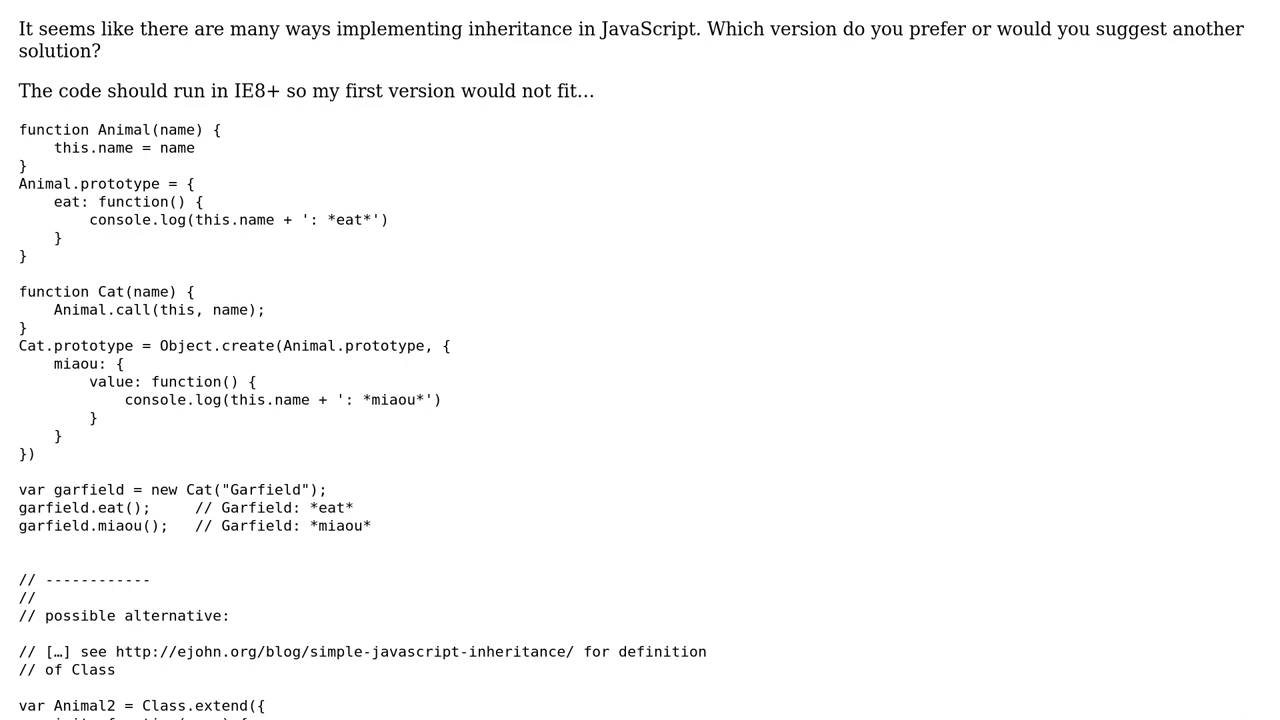 It seems like there are many ways implementing inheritance in JavaScript. Which version do you prefer or would you suggest another
solution?
The code should run in IE8+ so my first version would not fit…
function Animal(name) {
    this.name = name
}
Animal.prototype = {
    eat: function() {
        console.log(this.name + ': *eat*')
    }
}
function Cat(name) {
    Animal.call(this, name);
}
Cat.prototype = Object.create(Animal.prototype, {
    miaou: {
        value: function() {
            console.log(this.name + ': *miaou*')
        }
    }
})
var garfield = new Cat("Garfield");
garfield.eat();     // Garfield: *eat*
garfield.miaou();   // Garfield: *miaou*
// ------------
//
// possible alternative:
// […] see http://ejohn.org/blog/simple-javascript-inheritance/ for definition
// of Class
var Animal2 = Class.extend({